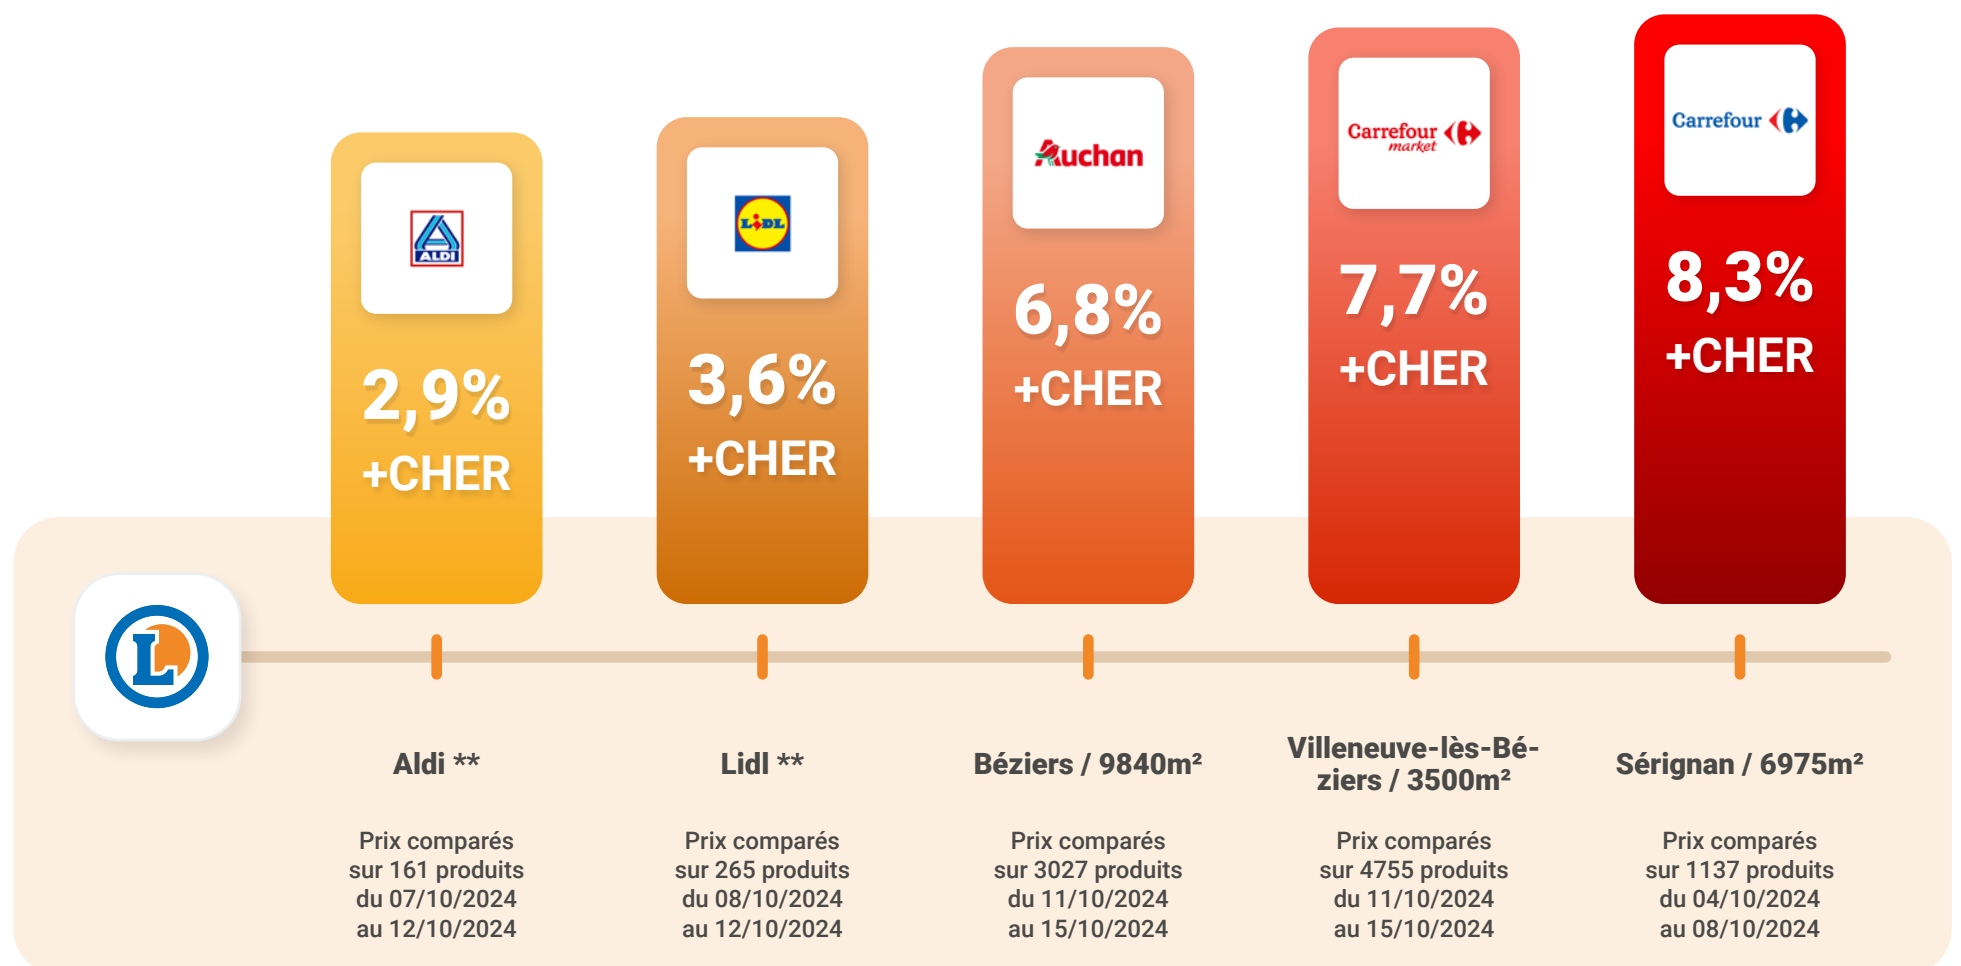 ALDI
2,9%
+CHER
LIDL
3,6%
+CHER
Auchan
6,8%
+CHER
Carrefour
market
7,7%
+CHER
Carrefour
8,3%
+CHER
L
Aldi **
Prix comparés
sur 161 produits
du 07/10/2024
au 12/10/2024
Lidl **
Prix comparés
sur 265 produits
du 08/10/2024
au 12/10/2024
Béziers / 9840m²
Prix comparés
sur 3027 produits
du 11/10/2024
au 15/10/2024
Villeneuve-lès-Bé-
ziers / 3500m²
Prix comparés
sur 4755 produits
du 11/10/2024
au 15/10/2024
Sérignan / 6975m²
Prix comparés
sur 1137 produits
du 04/10/2024
au 08/10/2024